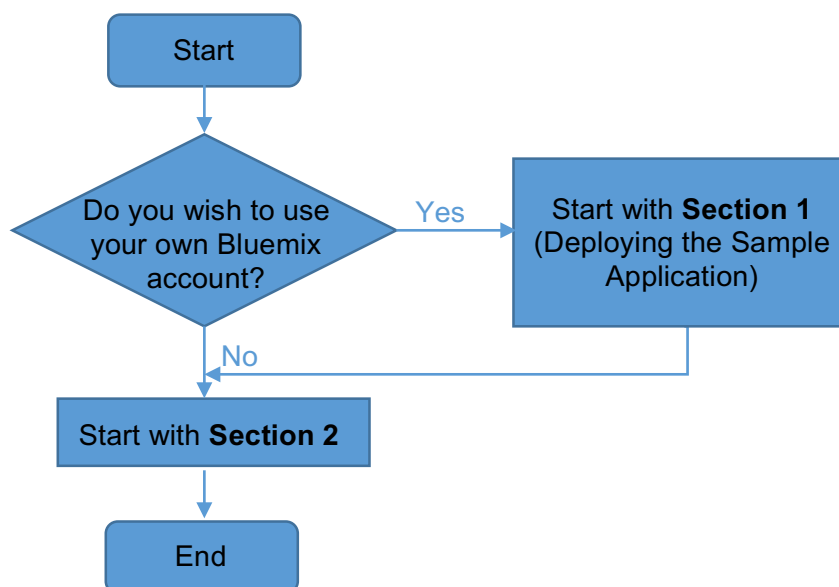 Start
Do you wish to use
your own Bluemix
account?
Yes
Start with Section 1
(Deploying the Sample
Application)
No
Start with Section 2
End